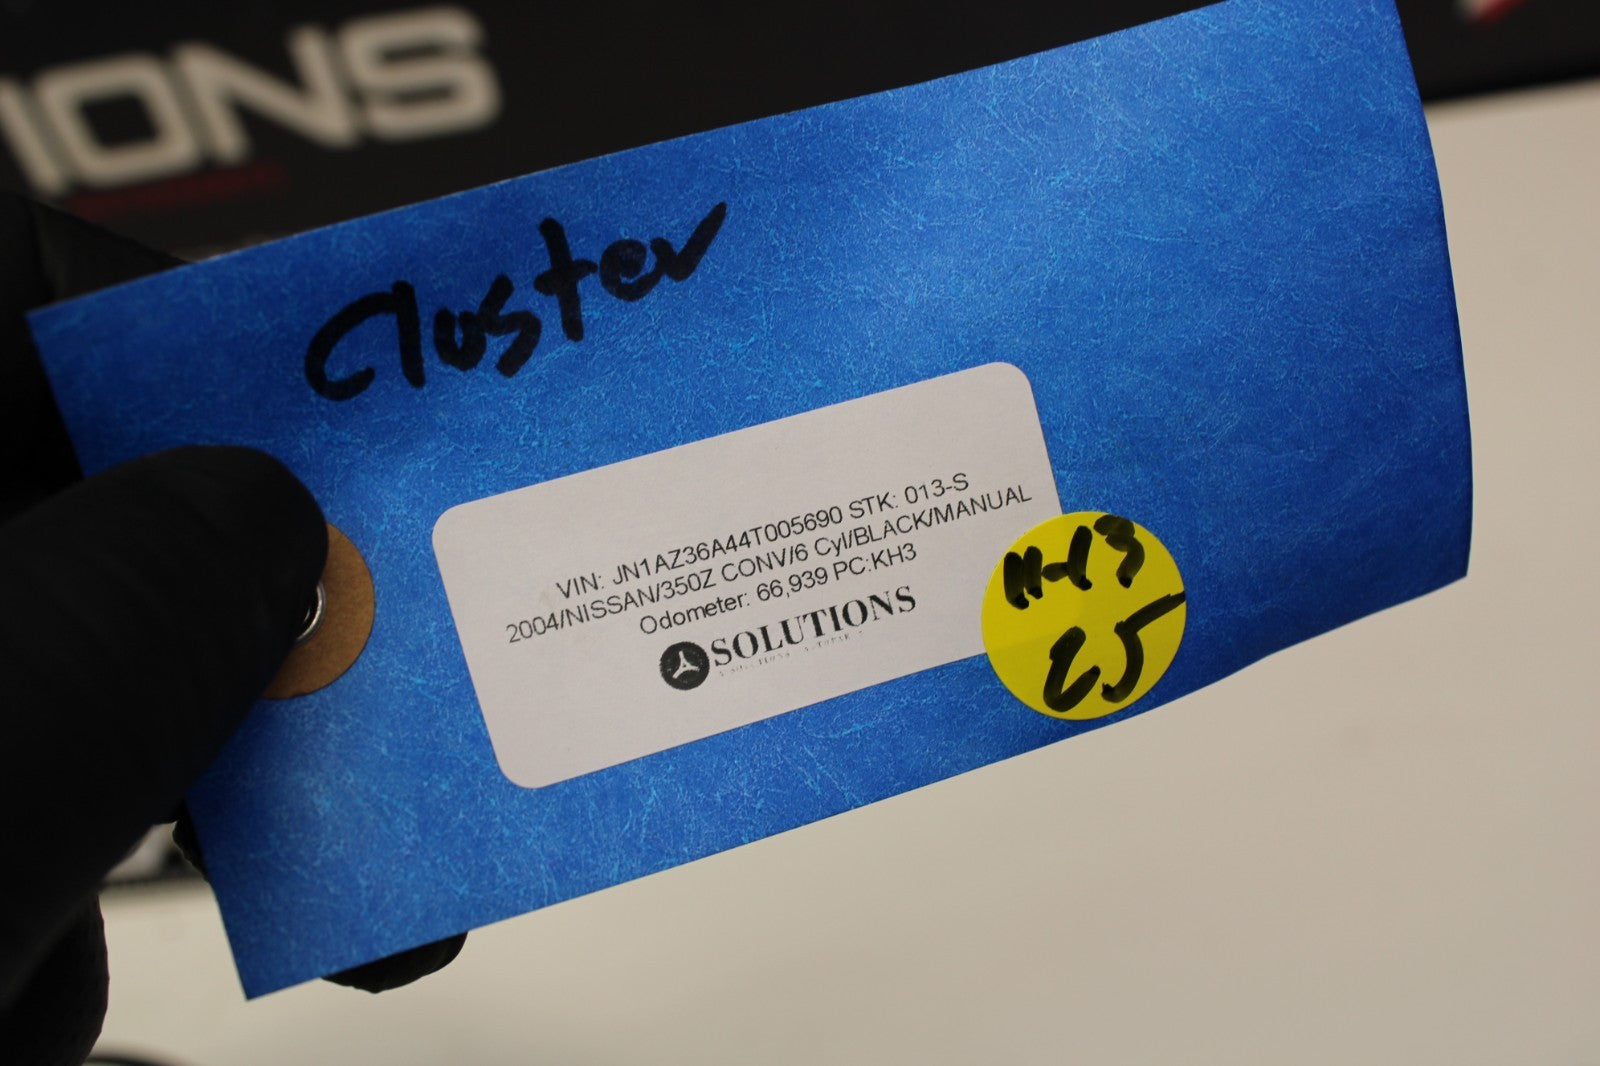 IONS
Cluster
VIN: JN1AZ36A44T005690 STK: 013-S
2004/NISSAN/350Z CONV/6 Cyl/BLACK/MANUAL
Odometer: 66,939 PC:KH3
SOLUTIONS
11-13
25